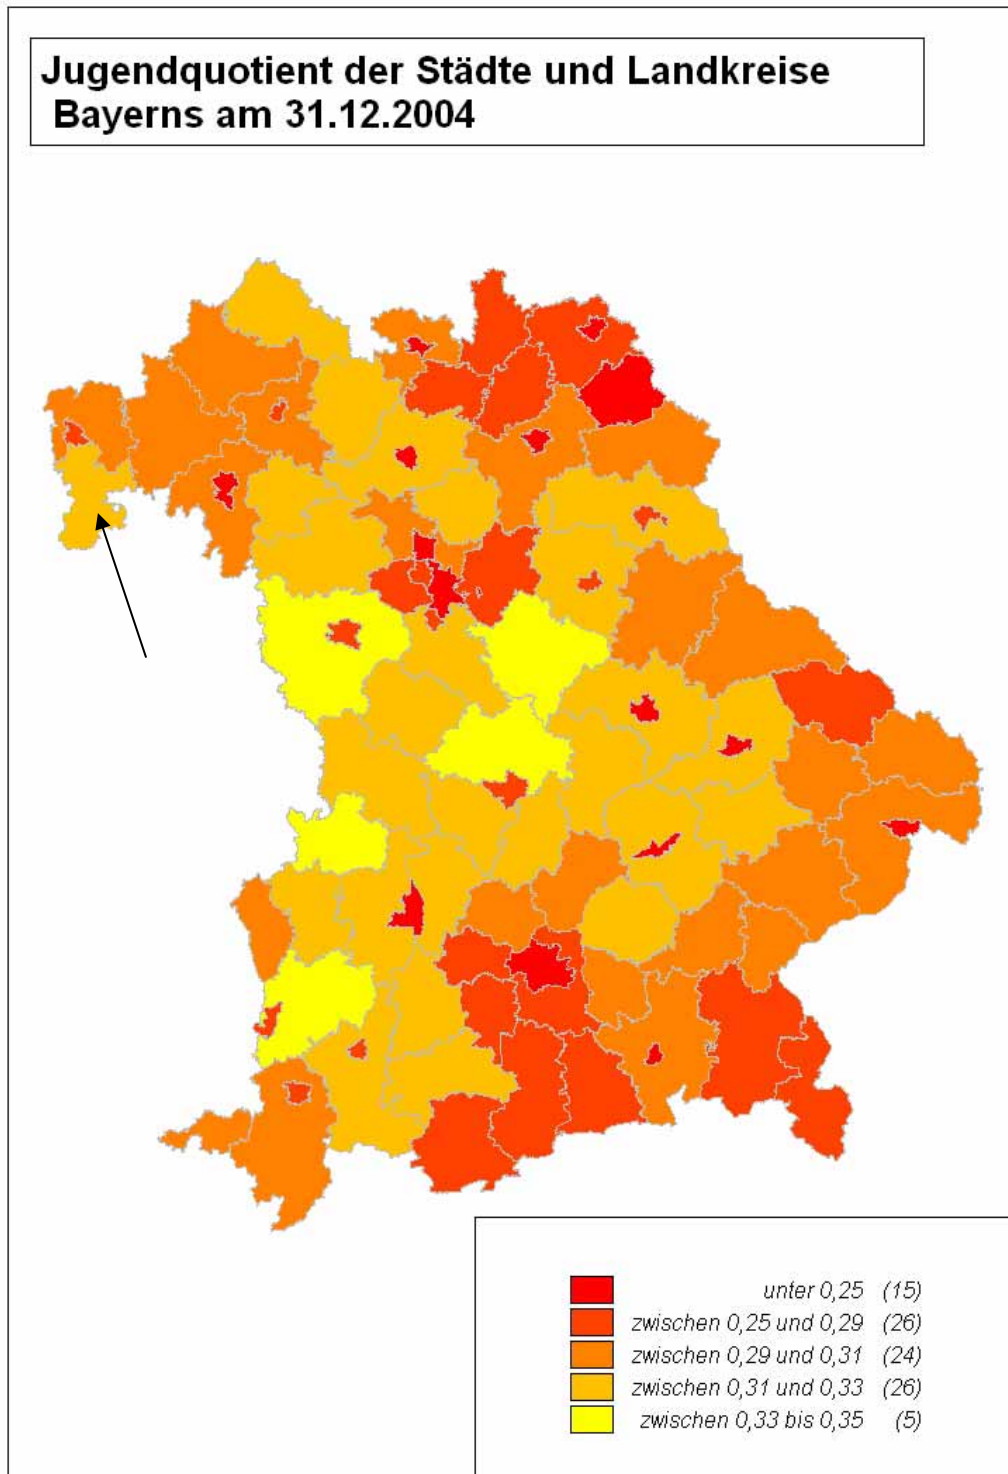 Jugendquotient der Städte und Landkreise
Bayerns am 31.12.2004
unter 0,25 (15)
zwischen 0,25 und 0,29 (26)
zwischen 0,29 und 0,31 (24)
zwischen 0,31 und 0,33 (26)
zwischen 0,33 bis 0,35 (5)